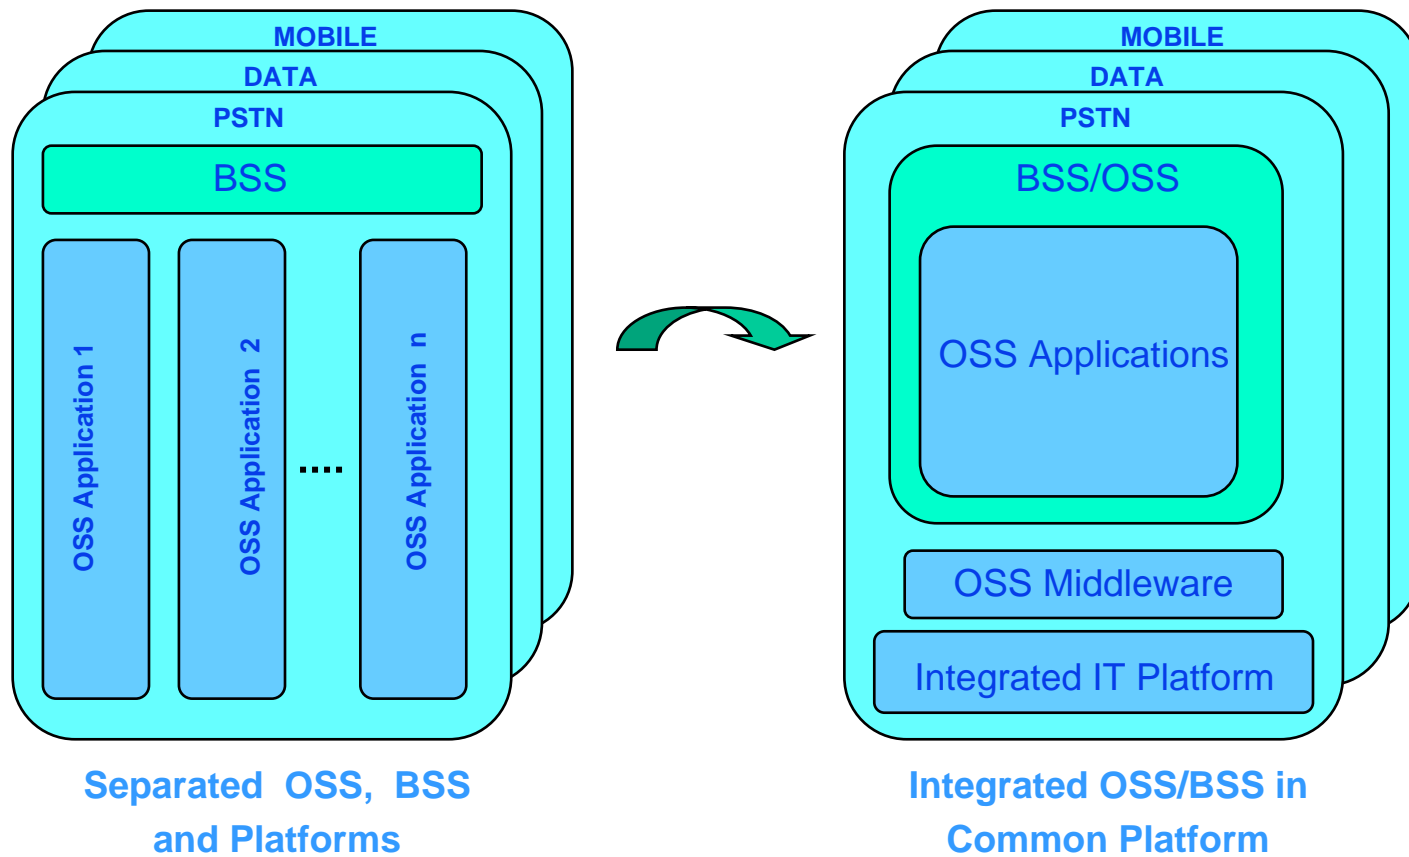 MOBILE
DATA
PSTN
BSS
OSS Application 1
OSS Application 2
.....
OSS Application n
Separated OSS, BSS
and Platforms
MOBILE
DATA
PSTN
BSS/OSS
OSS Applications
OSS Middleware
Integrated IT Platform
Integrated OSS/BSS in
Common Platform